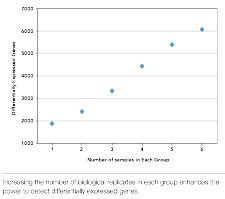 7000
6000
5000
4000
3000
2000
1000
Differentially Expressed Genes
1 2 3 4 5 6
Number of samples in Each Group
Increasing the number of biological replicates in each group enhances the
power to detect differentially expressed genes.